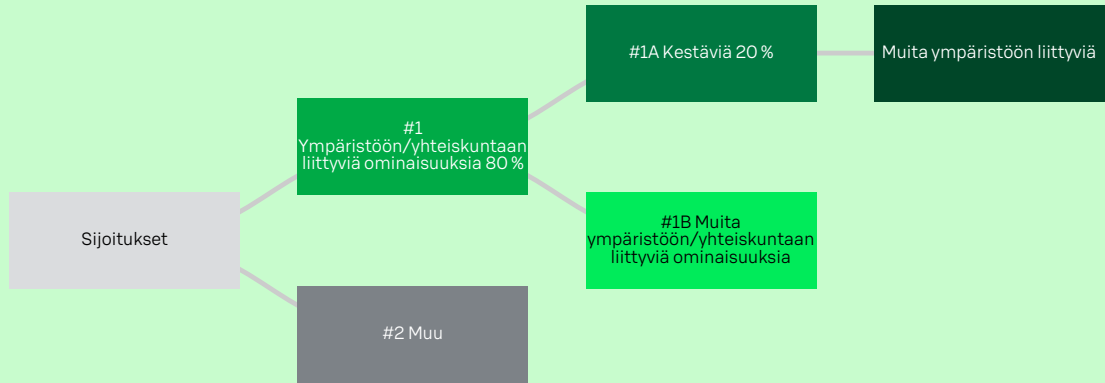 #1A Kestäviä 20 %
Muita ympäristöön liittyviä
#1
Ympäristöön/yhteiskuntaan
liittyviä ominaisuuksia 80 %
Sijoitukset
#1B Muita
ympäristöön/yhteiskuntaan
liittyviä ominaisuuksia
#2 Muu